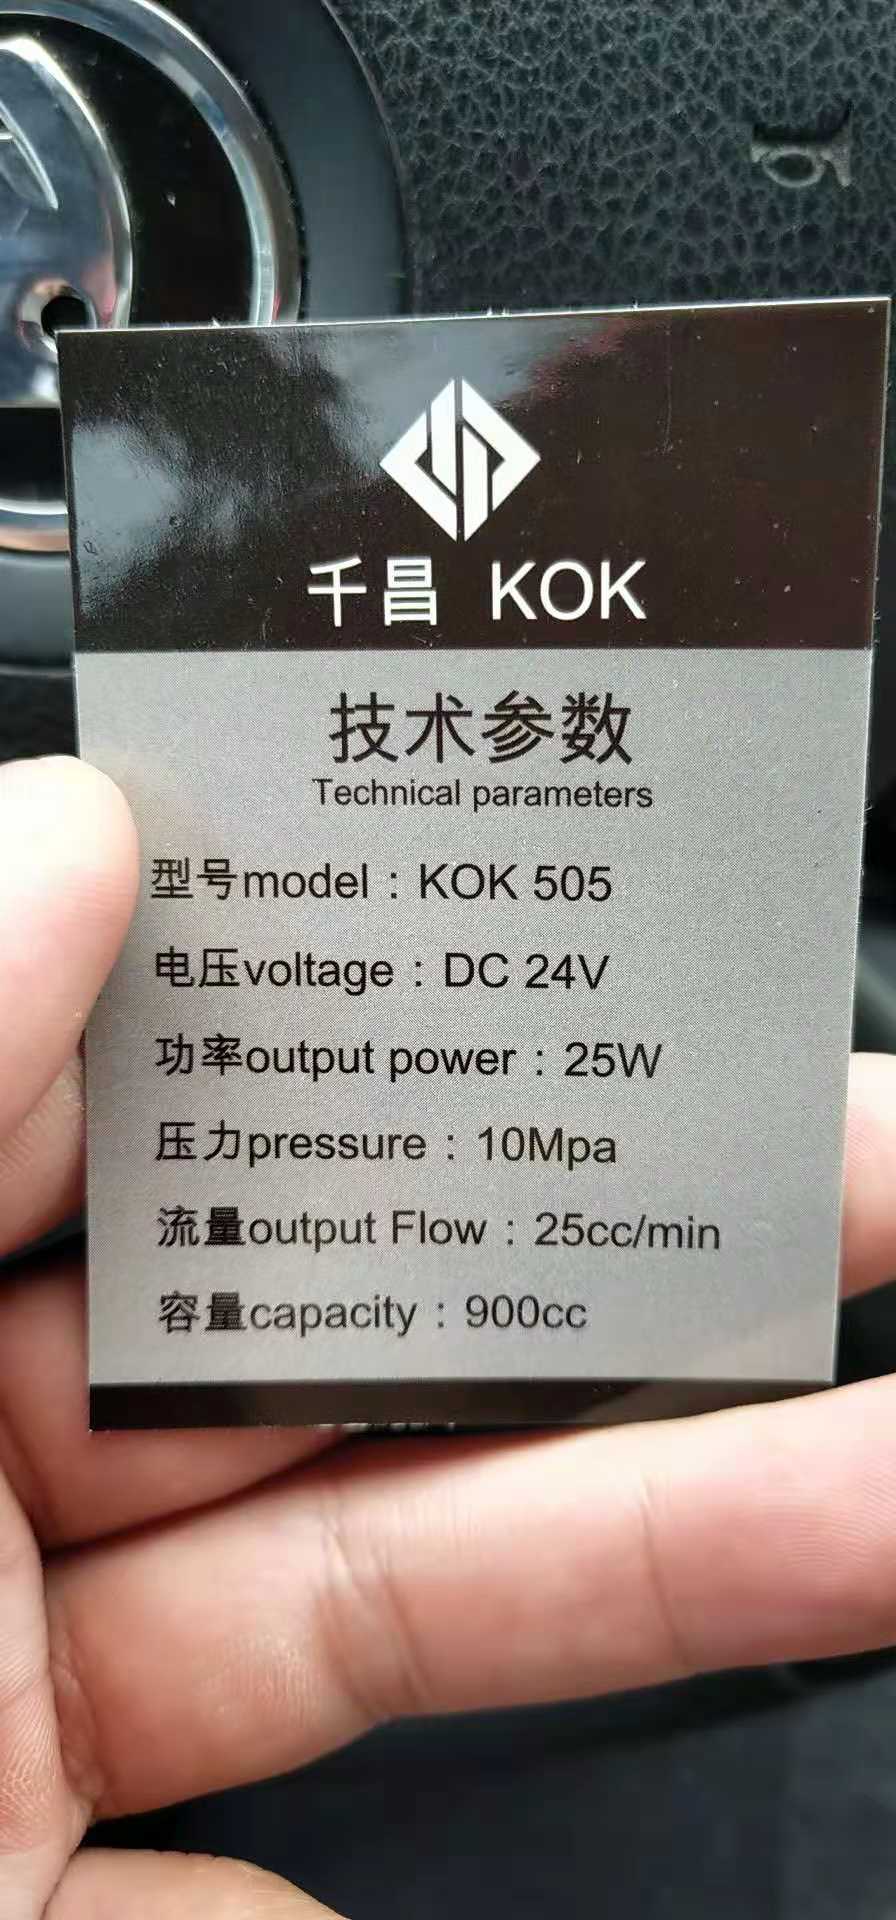 千昌 KOK
技术参数
Technical parameters
型号model：KOK 505
电压voltage：DC 24V
功率output power：25W
压力pressure：10Mpa
流量output Flow：25cc/min
容量capacity：900cc